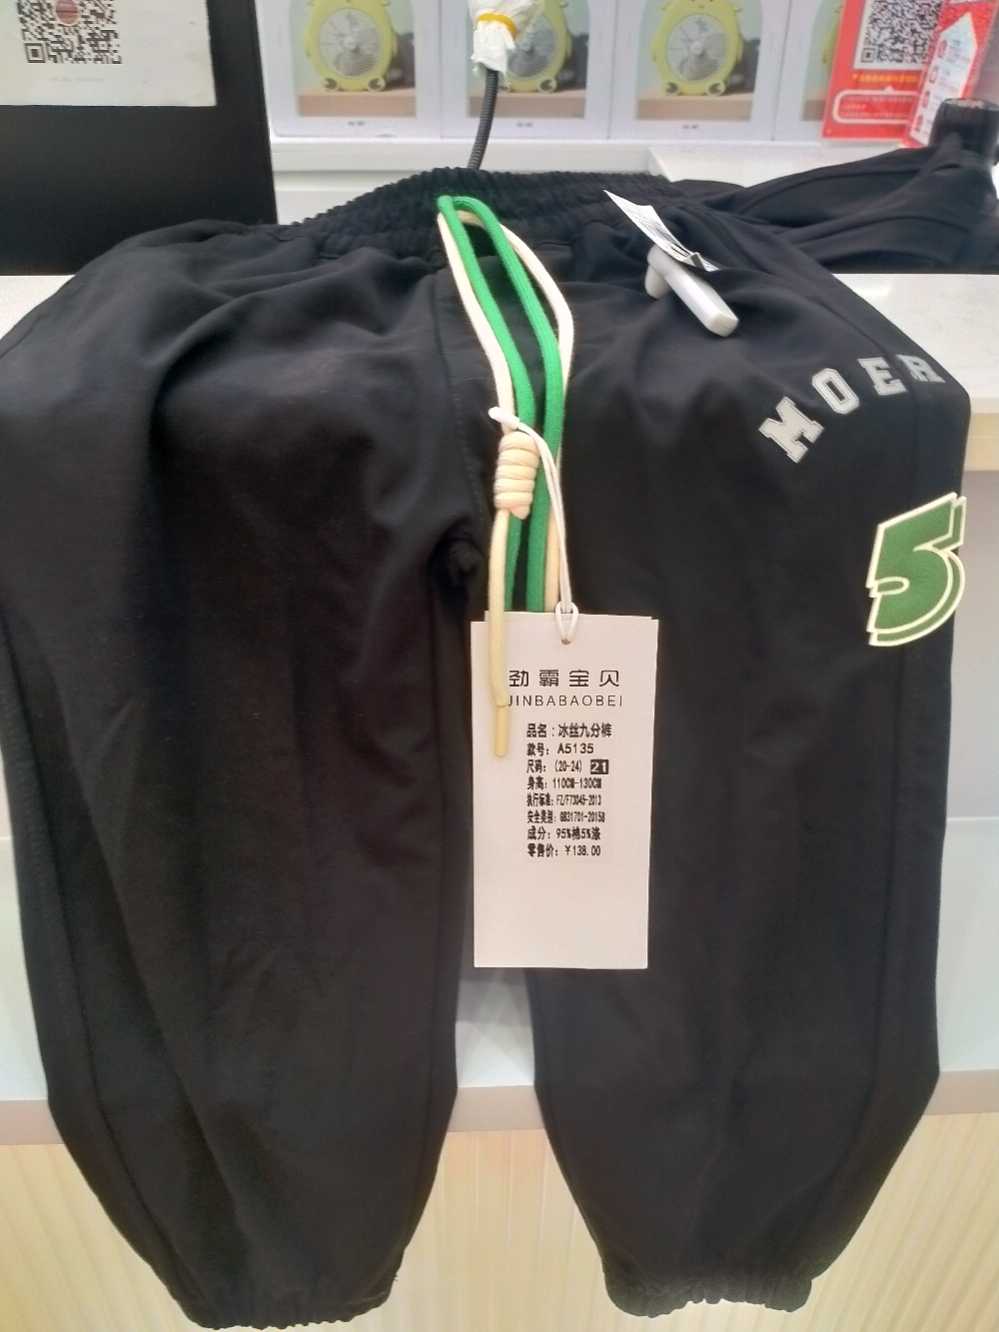 MOER
5
劲霸宝贝
JINBABAOBEI
品名：冰丝九分裤
款号：A5135
尺码：(20-24) 21
身高：110CM-130CM
执行标准：FZ/T73045-2013
安全类别：GB31701-2015B
成分：95%棉5%涤
零售价：￥138.00